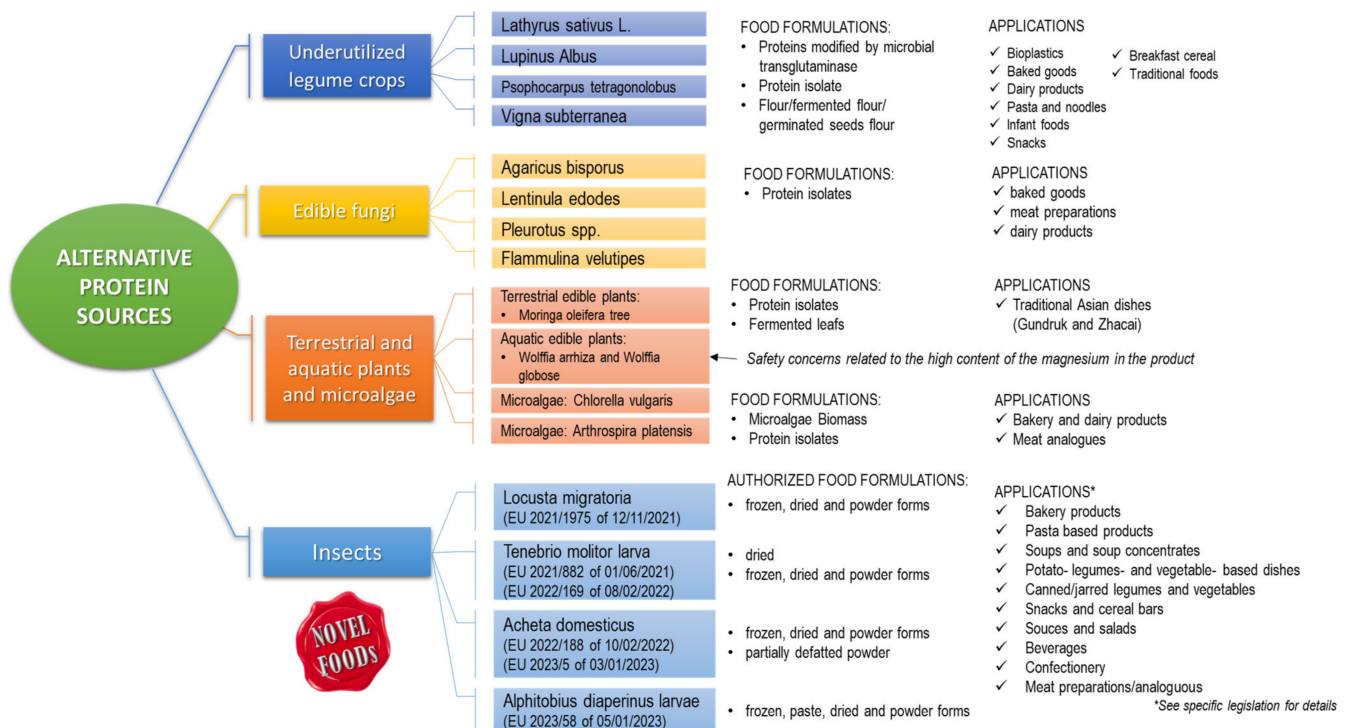 ALTERNATIVE
PROTEIN
SOURCES
Underutilized
legume crops
Lathyrus sativus L.
Lupinus Albus
Psophocarpus tetragonolobus
Vigna subterranea
FOOD FORMULATIONS:
• Proteins modified by microbial
transglutaminase
• Protein isolate
• Flour/fermented flour/
germinated seeds flour
APPLICATIONS
✓ Bioplastics
✓ Baked goods
✓ Dairy products
✓ Pasta and noodles
✓ Infant foods
✓ Snacks
✓ Breakfast cereal
✓ Traditional foods
Edible fungi
Agaricus bisporus
Lentinula edodes
Pleurotus spp.
Flammulina velutipes
FOOD FORMULATIONS:
• Protein isolates
APPLICATIONS
✓ baked goods
✓ meat preparations
✓ dairy products
Terrestrial and
aquatic plants
and microalgae
Terrestrial edible plants:
• Moringa oleifera tree
Aquatic edible plants:
• Wolffia arrhiza and Wolffia
globose
Microalgae: Chlorella vulgaris
Microalgae: Arthrospira platensis
FOOD FORMULATIONS:
• Protein isolates
• Fermented leafs
APPLICATIONS
✓ Traditional Asian dishes
(Gundruk and Zhacai)
Safety concerns related to the high content of the magnesium in the product
FOOD FORMULATIONS:
• Microalgae Biomass
• Protein isolates
APPLICATIONS
✓ Bakery and dairy products
✓ Meat analogues
Insects
NOVEL
FOODS
Locusta migratoria
(EU 2021/1975 of 12/11/2021)
Tenebrio molitor larva
(EU 2021/882 of 01/06/2021)
(EU 2022/169 of 08/02/2022)
Acheta domesticus
(EU 2022/188 of 10/02/2022)
(EU 2023/5 of 03/01/2023)
Alphitobius diaperinus larvae
(EU 2023/58 of 05/01/2023)
AUTHORIZED FOOD FORMULATIONS:
• frozen, dried and powder forms
• dried
• frozen, dried and powder forms
• frozen, dried and powder forms
• partially defatted powder
• frozen, paste, dried and powder forms
APPLICATIONS*
✓ Bakery products
✓ Pasta based products
✓ Soups and soup concentrates
✓ Potato- legumes- and vegetable- based dishes
✓ Canned/jarred legumes and vegetables
✓ Snacks and cereal bars
✓ Souces and salads
✓ Beverages
✓ Confectionery
✓ Meat preparations/analoguous
*See specific legislation for details